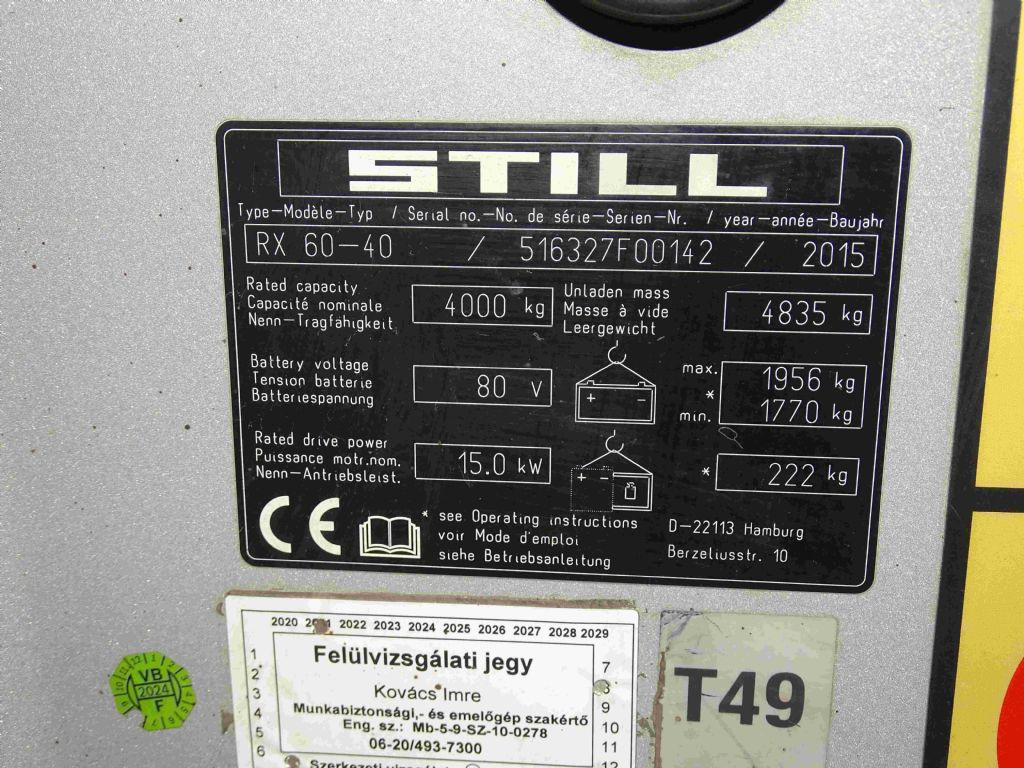 STILL
Type-Modèle-Typ / Serial no.-No. de série-Serien-Nr. / year-année-Baujahr
RX 60-40 / 516327F00142 / 2015
Rated capacity
Capacité nominale
Nenn-Tragfähigkeit
4000 kg
Unladen mass
Masse à vide
Leergewicht
4835 kg
Battery voltage
Tension batterie
Batteriespannung
80 V
+ -
max. 1956 kg
*
min. 1770 kg
Rated drive power
Puissance motr.nom.
Nenn-Antriebsleist.
15.0 kW
+ -
* 222 kg
CE
* see Operating instructions
voir Mode d'emploi
siehe Betriebsanleitung
D-22113 Hamburg
Berzeliusstr. 10
2020 2021 2022 2023 2024 2025 2026 2027 2028 2029
Felülvizsgálati jegy
Kovács Imre
Munkabiztonsági,- és emelőgép szakértő
Eng. sz.: Mb-5-9-SZ-10-0278
06-20/493-7300
1
2
3
4
5
6
7
8
9
10
11
12
Szerkezeti
T49
VB
2024
F